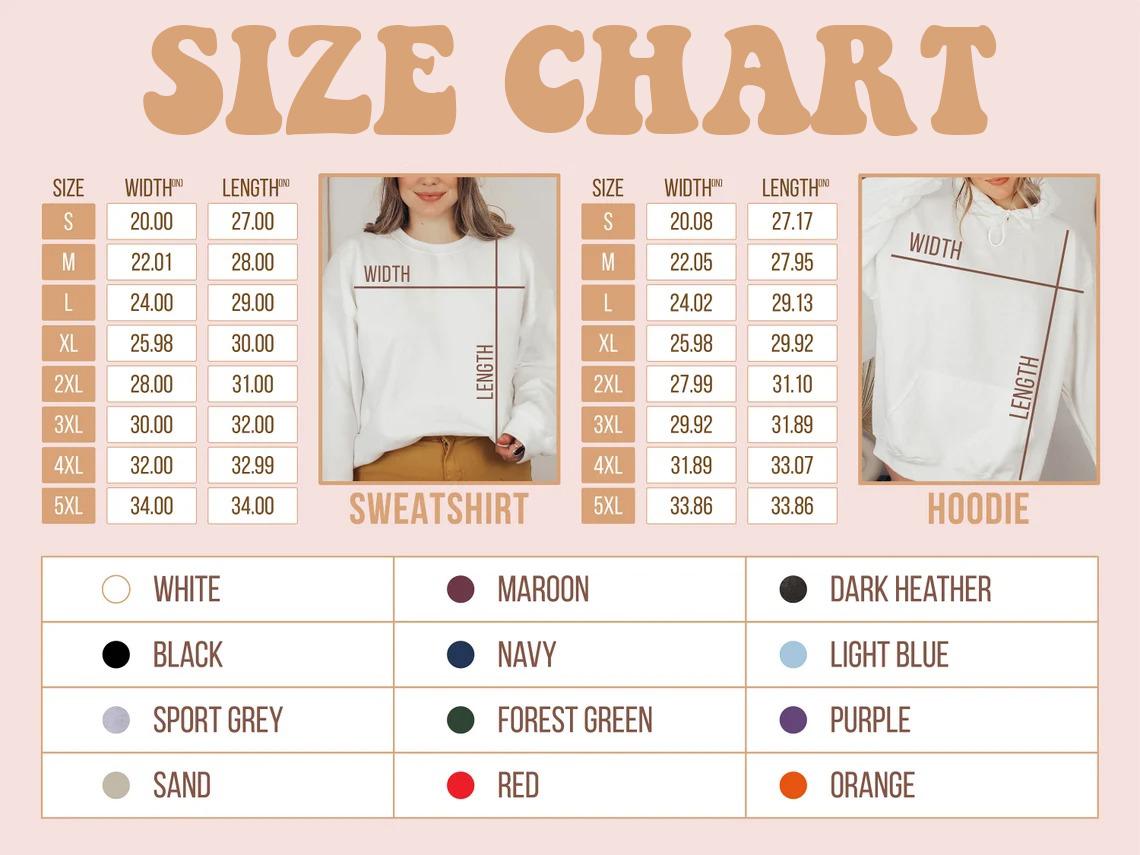 SIZE CHART
SIZE WIDTH(IN) LENGTH(IN)
S 20.00 27.00
M 22.01 28.00
L 24.00 29.00
XL 25.98 30.00
2XL 28.00 31.00
3XL 30.00 32.00
4XL 32.00 32.99
5XL 34.00 34.00
WIDTH
LENGTH
SWEATSHIRT
SIZE WIDTH(IN) LENGTH(IN)
S 20.08 27.17
M 22.05 27.95
L 24.02 29.13
XL 25.98 29.92
2XL 27.99 31.10
3XL 29.92 31.89
4XL 31.89 33.07
5XL 33.86 33.86
WIDTH
LENGTH
HOODIE
WHITE MAROON DARK HEATHER
BLACK NAVY LIGHT BLUE
SPORT GREY FOREST GREEN PURPLE
SAND RED ORANGE